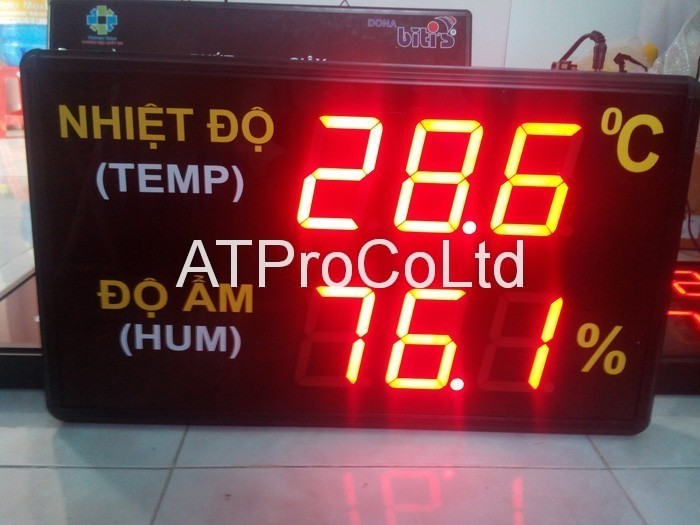 DONA
biti's
NHIỆT ĐỘ
(TEMP)
28.6
°C
ATProCoLtd
ĐỘ ẨM
(HUM)
76.1
%